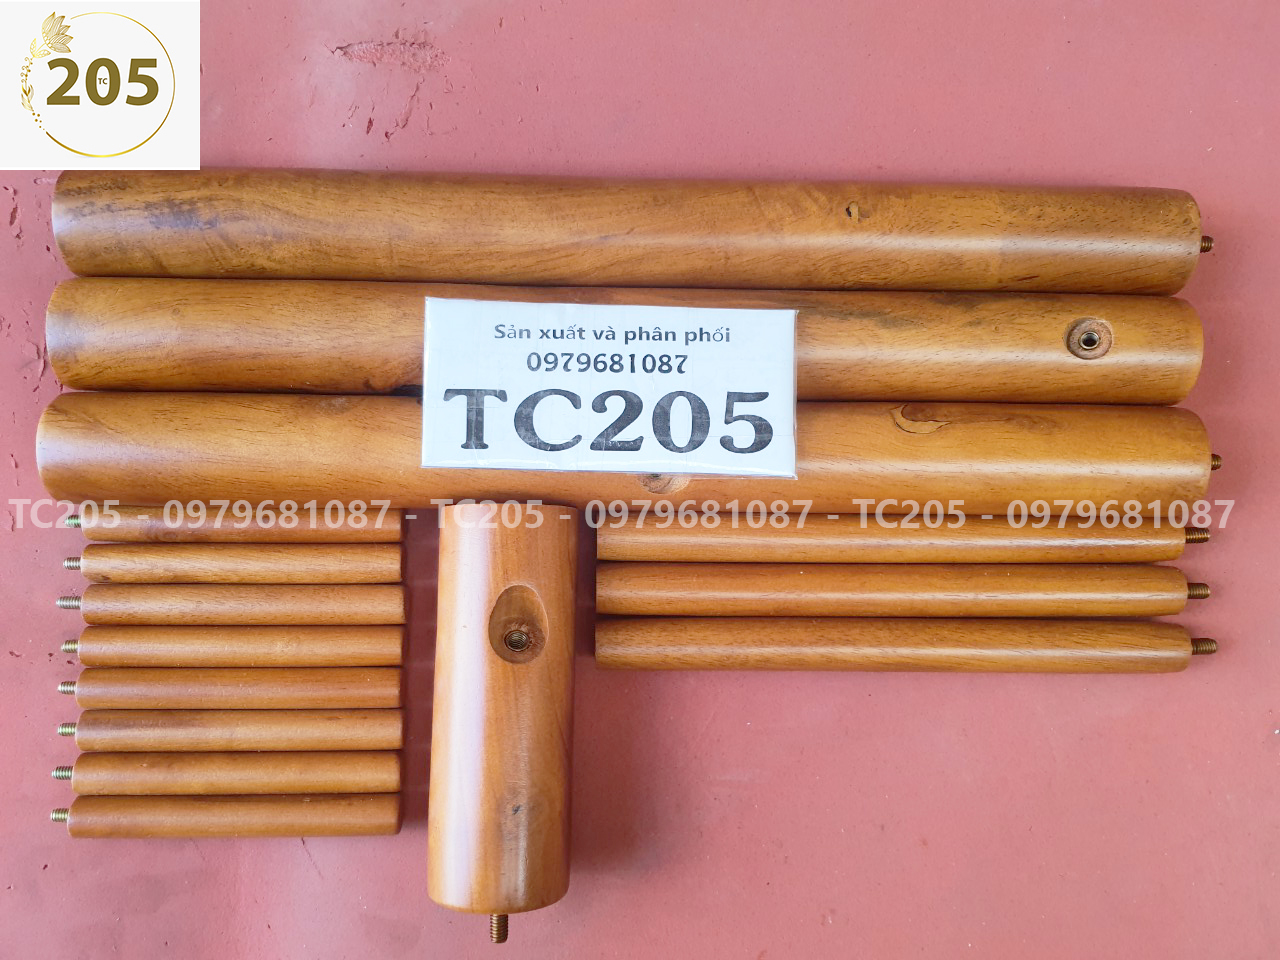 205
TC
Sản xuất và phân phối
0979681087
TC205
TC205 - 0979681087 - TC205 - 0979681087 - TC205 - 0979681087